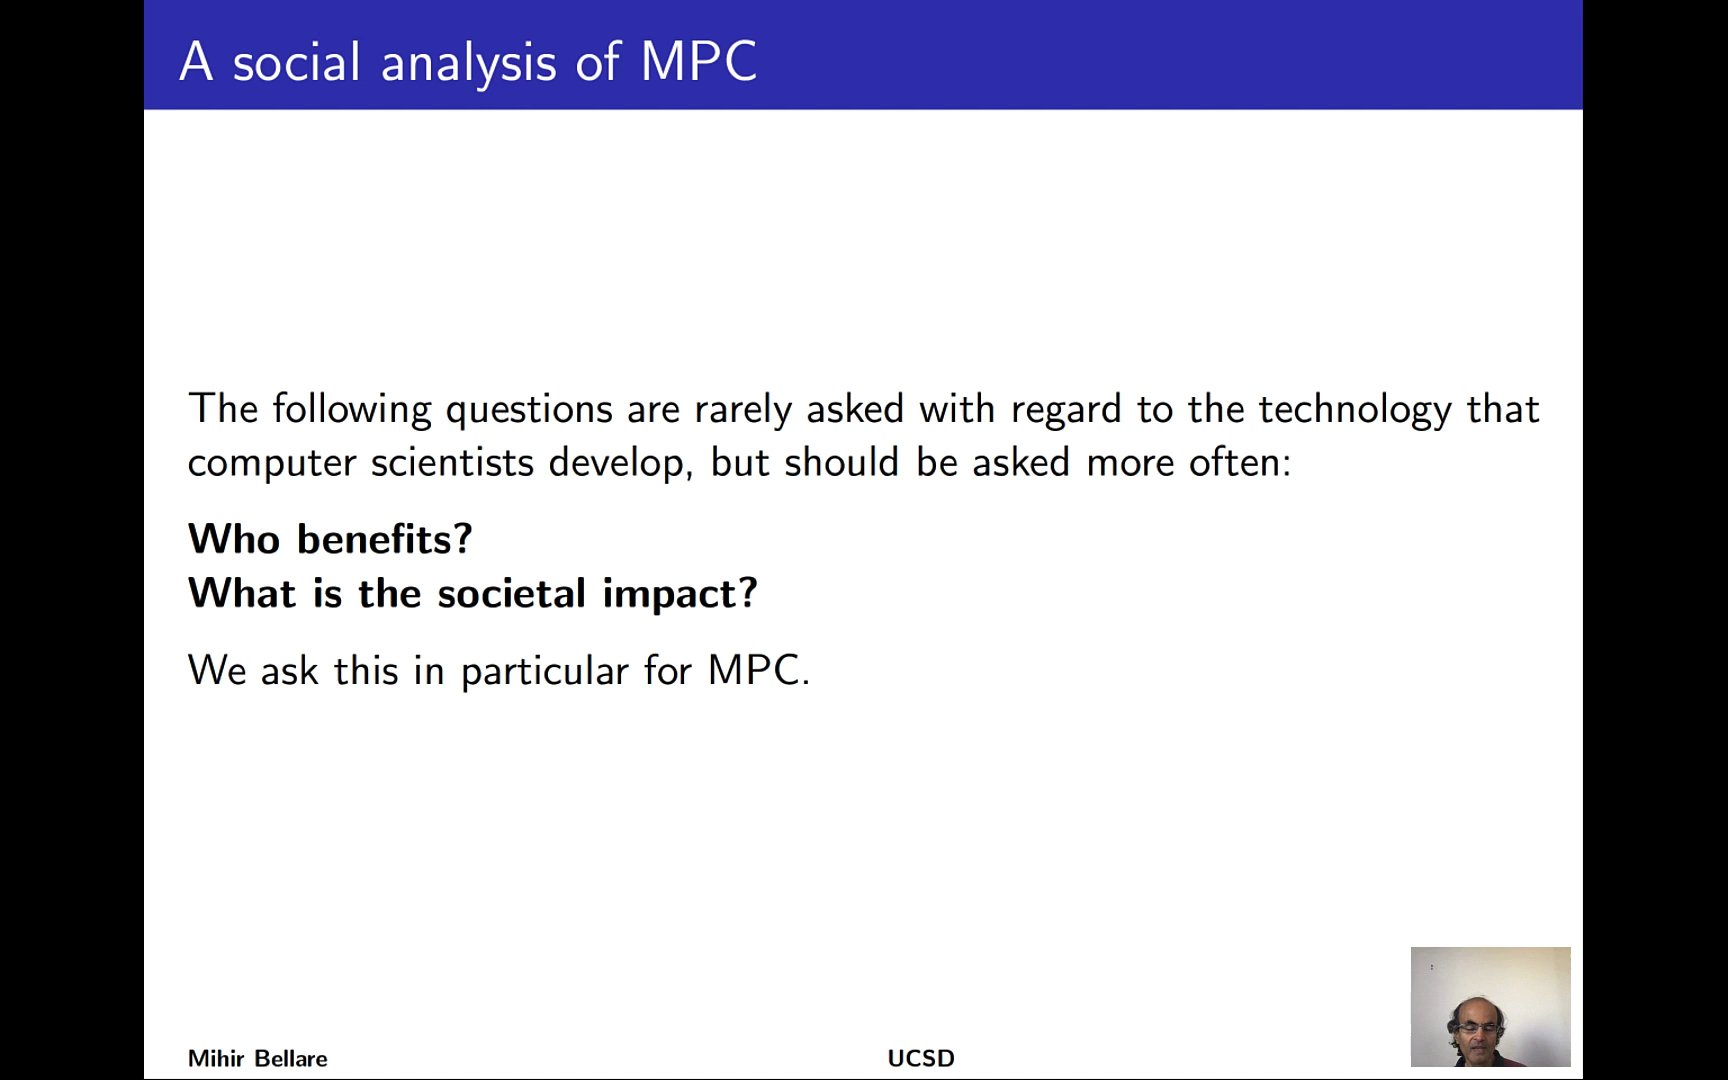 A social analysis of MPC
The following questions are rarely asked with regard to the technology that
computer scientists develop, but should be asked more often:
Who benefits?
What is the societal impact?
We ask this in particular for MPC.
Mihir Bellare
UCSD